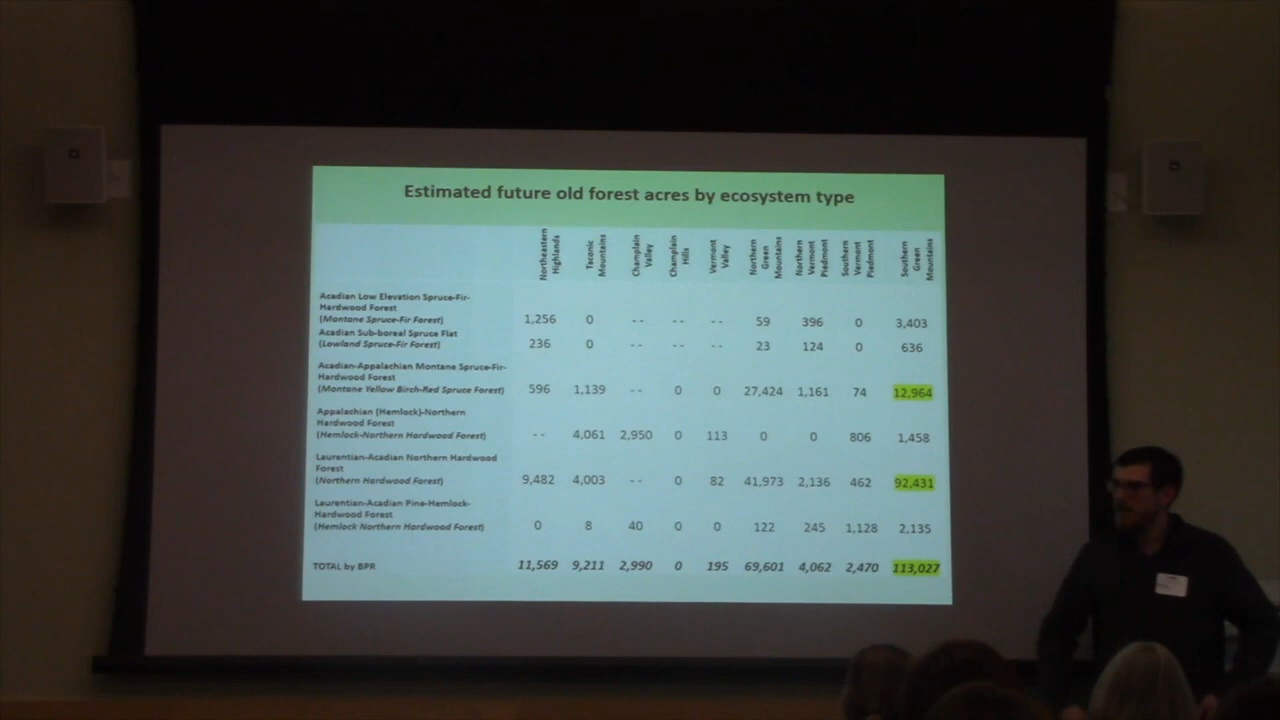 Estimated future old forest acres by ecosystem type
Northeastern Highlands
Taconic Mountains
Champlain Valley
Champlain Hills
Vermont Valley
Northern Green Mountains
Northern Vermont Piedmont
Southern Vermont Piedmont
Southern Green Mountains
Acadian Low Elevation Spruce-Fir-
Hardwood Forest
(Montane Spruce-Fir Forest) 1,256 0 -- -- -- 59 396 0 3,403
Acadian Sub-boreal Spruce Flat
(Lowland Spruce-Fir Forest) 236 0 -- -- -- 23 124 0 636
Acadian-Appalachian Montane Spruce-Fir-
Hardwood Forest
(Montane Yellow Birch-Red Spruce Forest) 596 1,139 -- 0 0 27,424 1,161 74 12,964
Appalachian (Hemlock)-Northern
Hardwood Forest
(Hemlock-Northern Hardwood Forest) -- 4,061 2,950 0 113 0 0 806 1,458
Laurentian-Acadian Northern Hardwood
Forest
(Northern Hardwood Forest) 9,482 4,003 -- 0 82 41,973 2,136 462 92,431
Laurentian-Acadian Pine-Hemlock-
Hardwood Forest
(Hemlock Northern Hardwood Forest) 0 8 40 0 0 122 245 1,128 2,135
TOTAL by BPR 11,569 9,211 2,990 0 195 69,601 4,062 2,470 113,027